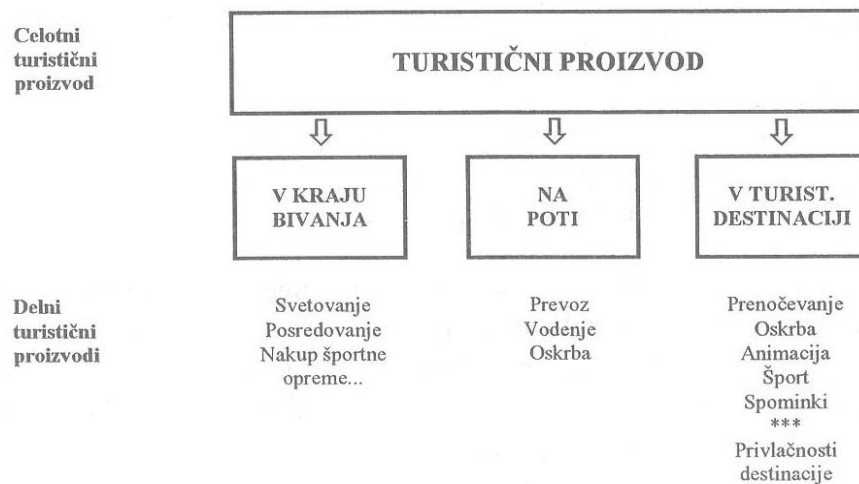 Celotni
turistični
proizvod
TURISTIČNI PROIZVOD
V KRAJU
BIVANJA
NA
POTI
V TURIST.
DESTINACIJI
Delni
turistični
proizvodi
Svetovanje
Posredovanje
Nakup športne
opreme...
Prevoz
Vodenje
Oskrba
Prenočevanje
Oskrba
Animacija
Šport
Spominki
***
Privlačnosti
destinacije